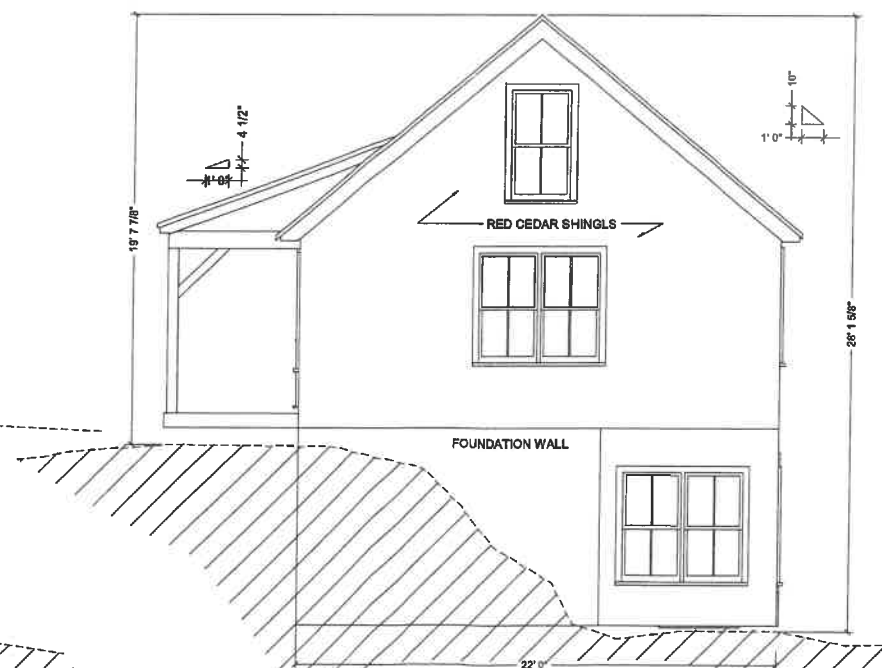 10"
4 1/2"
1' 0"
1' 0"
19' 7 7/8"
RED CEDAR SHINGLS
28' 1 5/8"
FOUNDATION WALL
22' 0"